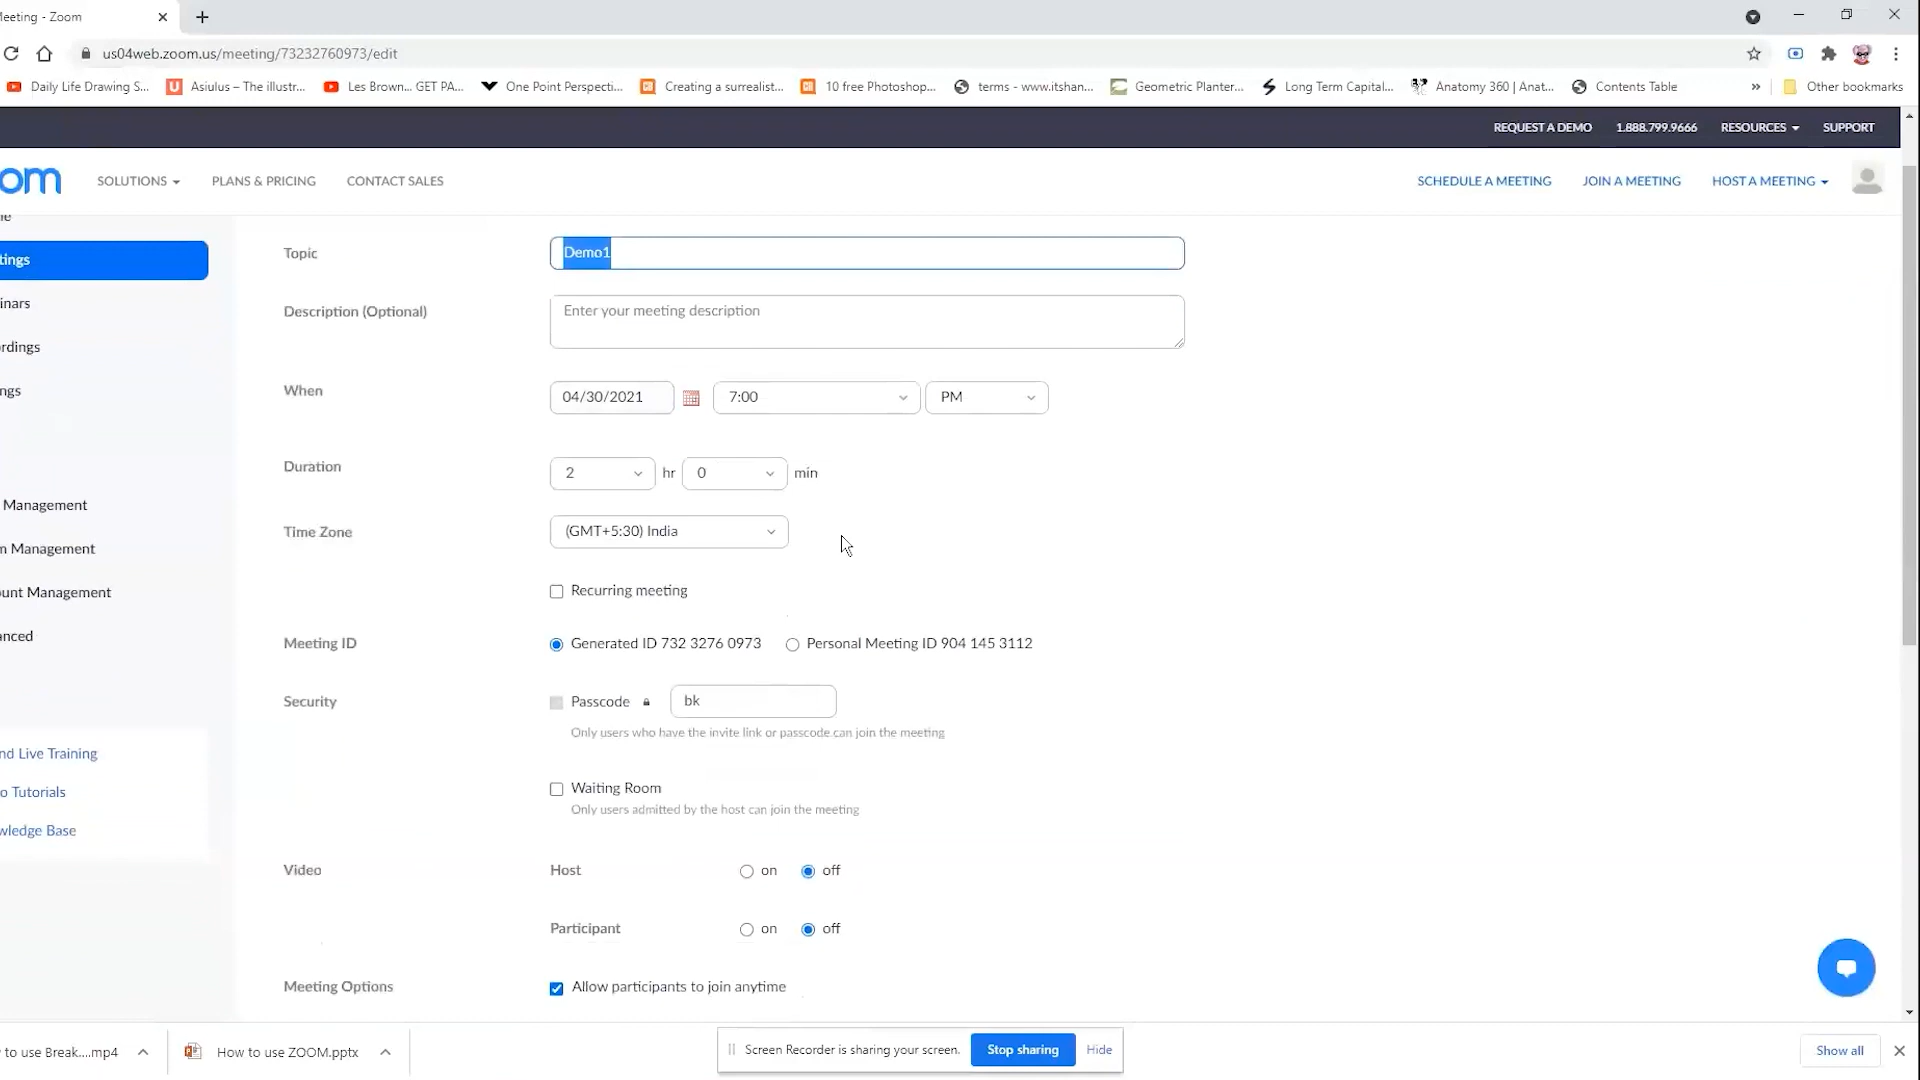 Meeting - Zoom
us04web.zoom.us/meeting/73232760973/edit
Daily Life Drawing S... Asiulus – The illustr... Les Brown... GET PA... One Point Perspecti... Creating a surrealist... 10 free Photoshop... terms - www.itshan... Geometric Planter... Long Term Capital... Anatomy 360 | Anat... Contents Table » Other bookmarks
REQUEST A DEMO 1.888.799.9666 RESOURCES SUPPORT
om SOLUTIONS PLANS & PRICING CONTACT SALES SCHEDULE A MEETING JOIN A MEETING HOST A MEETING
tings
inars
rdings
ngs
Management
m Management
unt Management
anced
nd Live Training
o Tutorials
wledge Base
Topic Demo1
Description (Optional) Enter your meeting description
When 04/30/2021 7:00 PM
Duration 2 hr 0 min
Time Zone (GMT+5:30) India
Recurring meeting
Meeting ID Generated ID 732 3276 0973 Personal Meeting ID 904 145 3112
Security Passcode bk
Only users who have the invite link or passcode can join the meeting
Waiting Room
Only users admitted by the host can join the meeting
Video Host on off
Participant on off
Meeting Options Allow participants to join anytime
to use Break....mp4 How to use ZOOM.pptx Screen Recorder is sharing your screen. Stop sharing Hide Show all